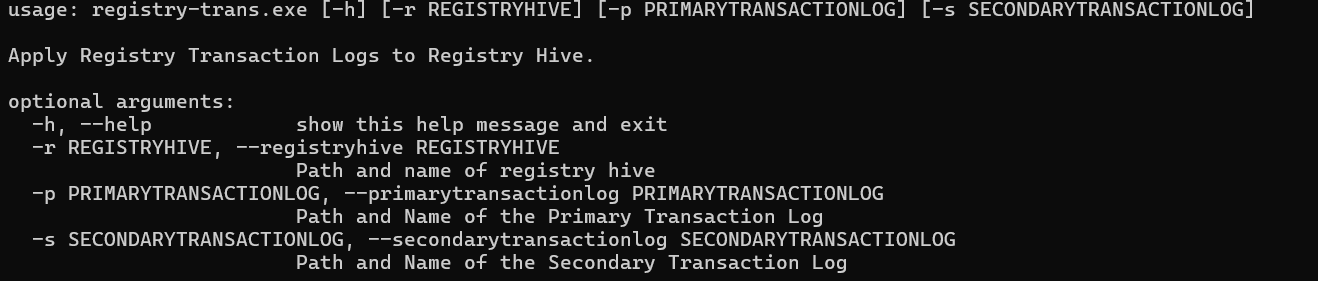 usage: registry-trans.exe [-h] [-r REGISTRYHIVE] [-p PRIMARYTRANSACTIONLOG] [-s SECONDARYTRANSACTIONLOG]
Apply Registry Transaction Logs to Registry Hive.
optional arguments:
-h, --help show this help message and exit
-r REGISTRYHIVE, --registryhive REGISTRYHIVE
Path and name of registry hive
-p PRIMARYTRANSACTIONLOG, --primarytransactionlog PRIMARYTRANSACTIONLOG
Path and Name of the Primary Transaction Log
-s SECONDARYTRANSACTIONLOG, --secondarytransactionlog SECONDARYTRANSACTIONLOG
Path and Name of the Secondary Transaction Log